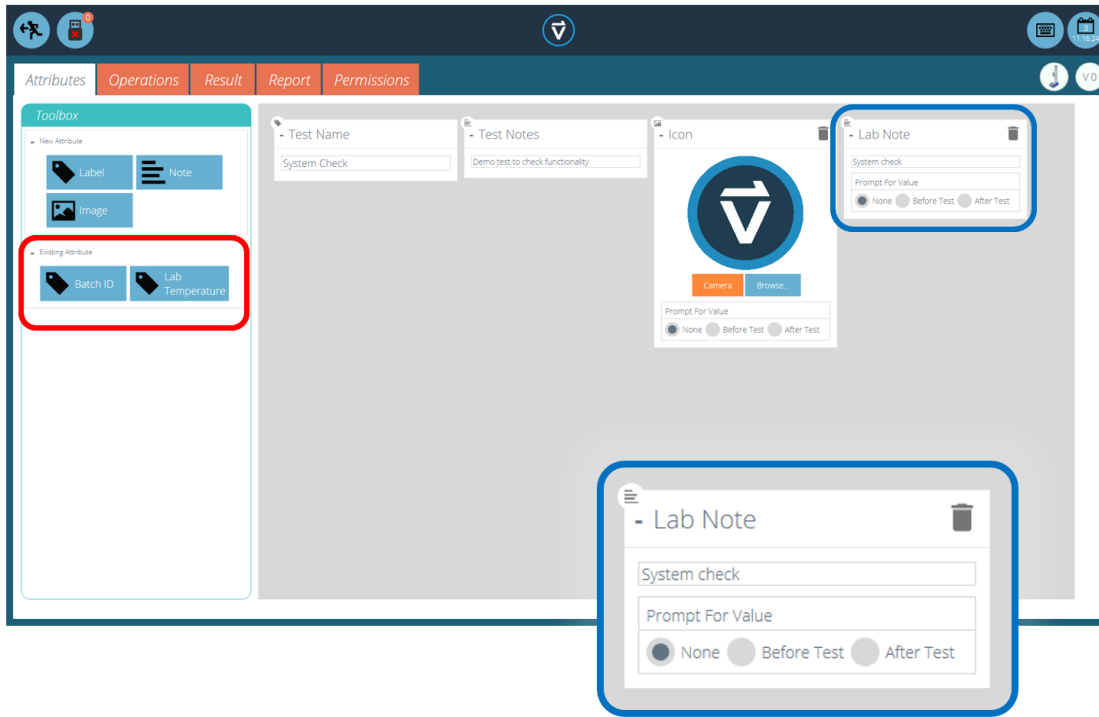 0
3
11:16:24
Attributes Operations Result Report Permissions
V 0
Toolbox
- New Attribute
Label Note
Image
- Existing Attribute
Batch ID Lab Temperature
- Test Name
System Check
- Test Notes
Demo test to check functionality
- Icon
Camera Browse...
Prompt For Value
None Before Test After Test
- Lab Note
System check
Prompt For Value
None Before Test After Test
- Lab Note
System check
Prompt For Value
None Before Test After Test